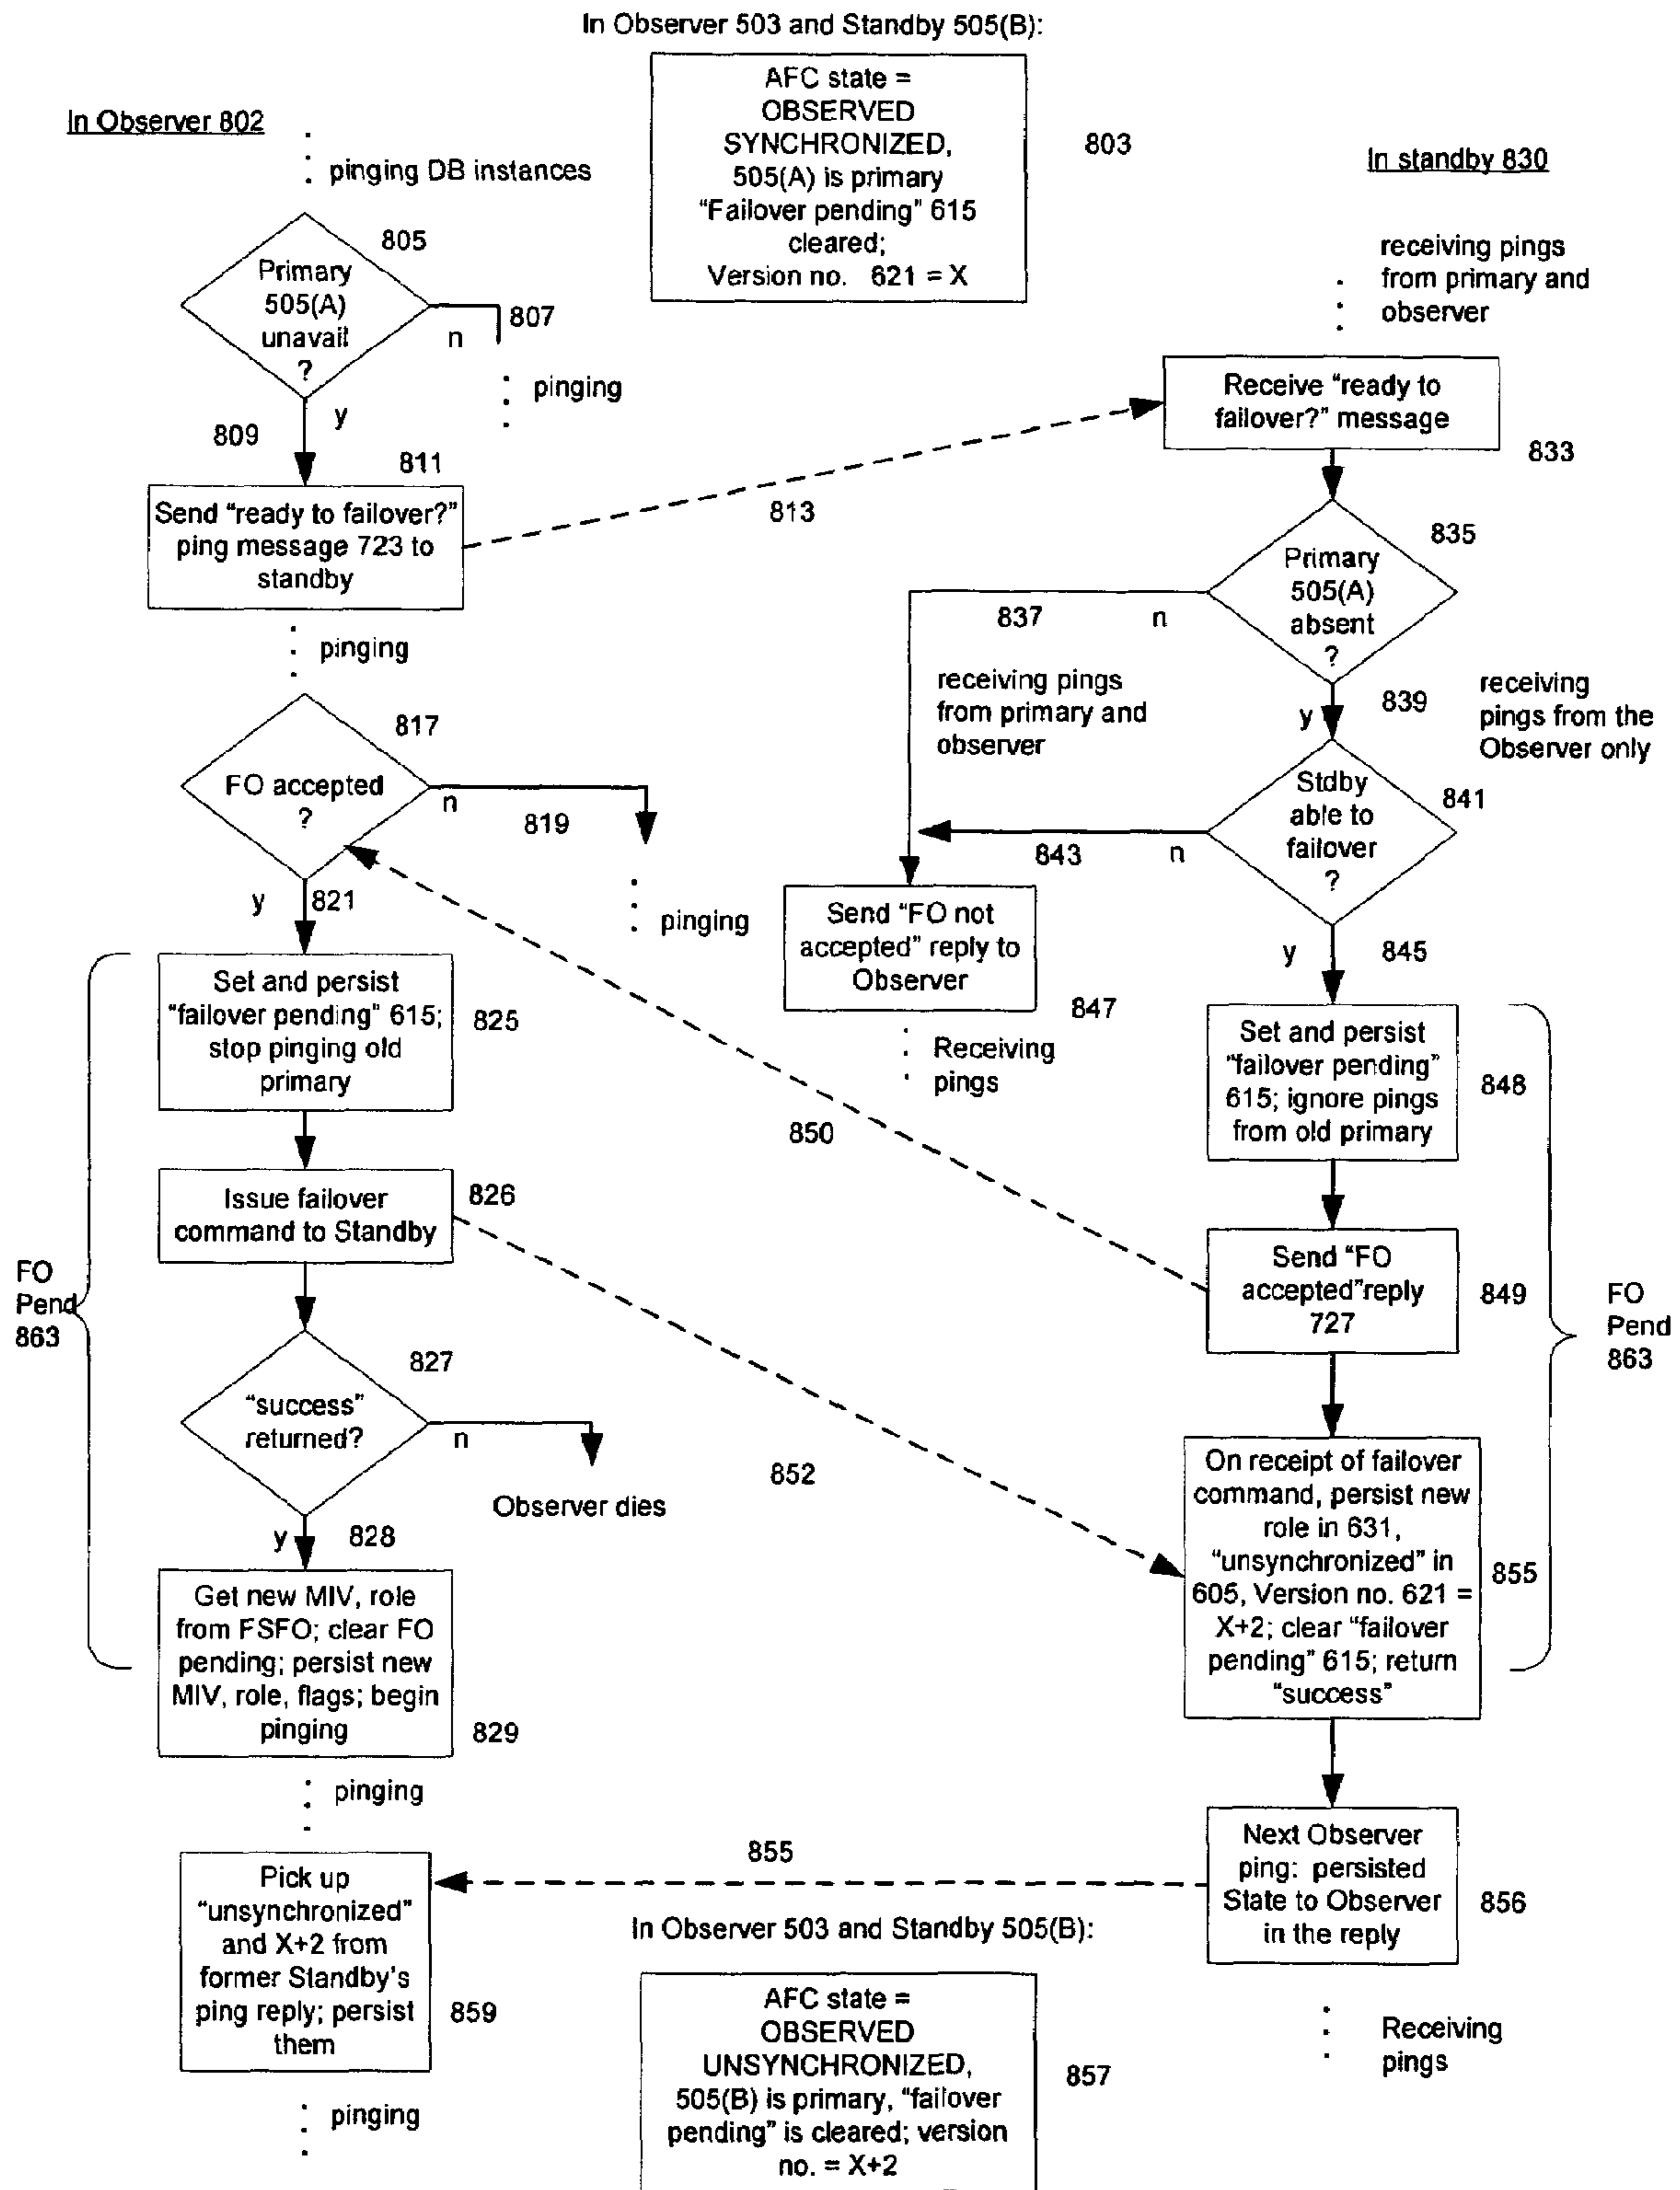 In Observer 503 and Standby 505(B):
AFC state =
OBSERVED
SYNCHRONIZED,
505(A) is primary
“Failover pending” 615
cleared;
Version no. 621 = X
803
In Observer 802
pinging DB instances
805
Primary
505(A)
unavail
?
807
n
pinging
y
809
811
Send “ready to failover?”
ping message 723 to
standby
813
pinging
817
FO accepted
?
n
819
pinging
y
821
Set and persist
“failover pending” 615;
stop pinging old
primary
825
Issue failover
command to Standby
826
FO
Pend
863
827
“success”
returned?
n
Observer dies
y
828
Get new MIV, role
from FSFO; clear FO
pending; persist new
MIV, role, flags; begin
pinging
829
pinging
Pick up
“unsynchronized”
and X+2 from
former Standby's
ping reply; persist
them
859
pinging
In standby 830
receiving pings
from primary and
observer
Receive “ready to
failover?” message
833
835
Primary
505(A)
absent
?
837
n
receiving pings
from primary and
observer
839
y
receiving
pings from the
Observer only
Stdby
able to
failover
?
841
843
n
Send “FO not
accepted” reply to
Observer
847
Receiving
pings
y
845
Set and persist
“failover pending”
615; ignore pings
from old primary
848
850
Send “FO
accepted”reply
727
849
FO
Pend
863
852
On receipt of failover
command, persist new
role in 631,
“unsynchronized” in
605, Version no. 621 =
X+2; clear “failover
pending” 615; return
“success”
855
Next Observer
ping: persisted
State to Observer
in the reply
856
855
Receiving
pings
In Observer 503 and Standby 505(B):
AFC state =
OBSERVED
UNSYNCHRONIZED,
505(B) is primary, “failover
pending” is cleared; version
no. = X+2
857